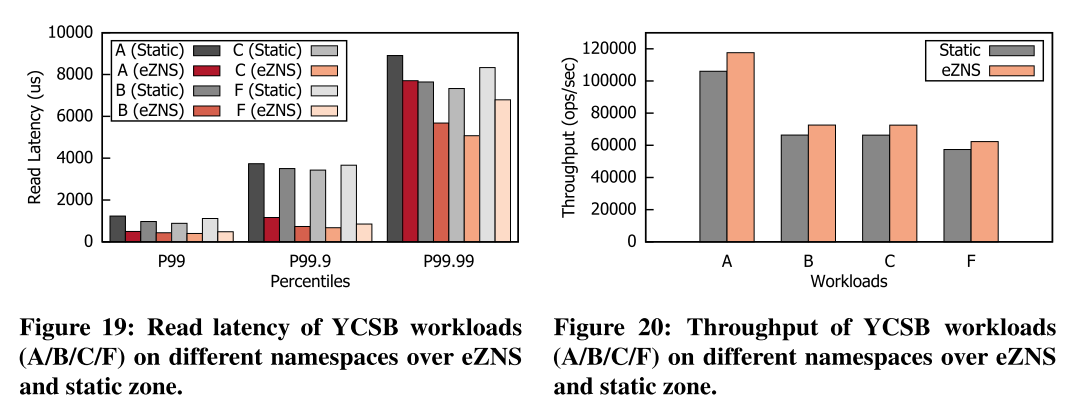 10000
8000
6000
4000
2000
0
Read Latency (us)
A (Static)
A (eZNS)
B (Static)
B (eZNS)
C (Static)
C (eZNS)
F (Static)
F (eZNS)
P99 P99.9 P99.99
Percentiles
Figure 19: Read latency of YCSB workloads
(A/B/C/F) on different namespaces over eZNS
and static zone.
120000
100000
80000
60000
40000
20000
0
Throughput (ops/sec)
Static
eZNS
A B C F
Workloads
Figure 20: Throughput of YCSB workloads
(A/B/C/F) on different namespaces over eZNS
and static zone.